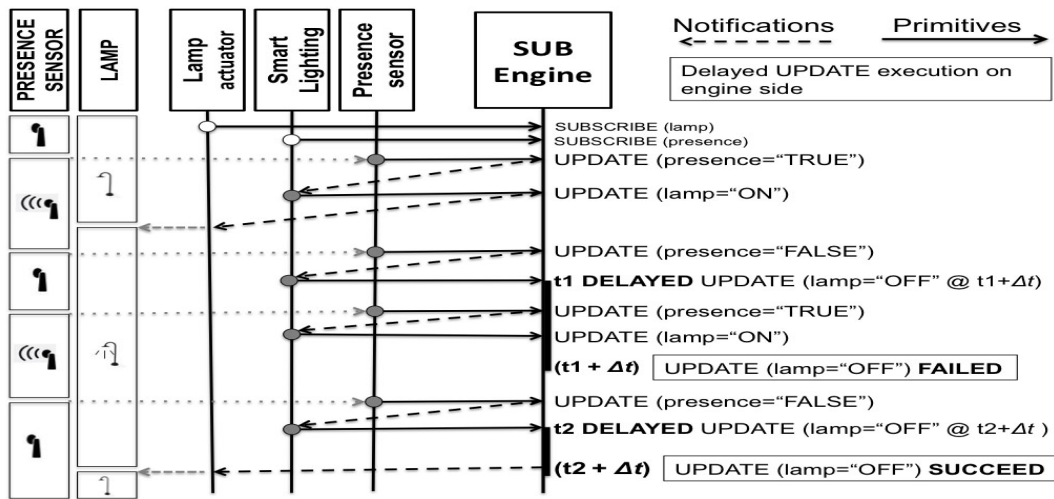 PRESENCE
SENSOR
LAMP
Lamp
actuator
Smart
Lighting
Presence
sensor
SUB
Engine
Notifications
Primitives
Delayed UPDATE execution on
engine side
SUBSCRIBE (lamp)
SUBSCRIBE (presence)
UPDATE (presence=“TRUE”)
UPDATE (lamp=“ON”)
UPDATE (presence=“FALSE”)
t1 DELAYED UPDATE (lamp=“OFF” @ t1+Δt)
UPDATE (presence=“TRUE”)
UPDATE (lamp=“ON”)
(t1 + Δt) UPDATE (lamp=“OFF”) FAILED
UPDATE (presence=“FALSE”)
t2 DELAYED UPDATE (lamp=“OFF” @ t2+Δt )
(t2 + Δt) UPDATE (lamp=“OFF”) SUCCEED